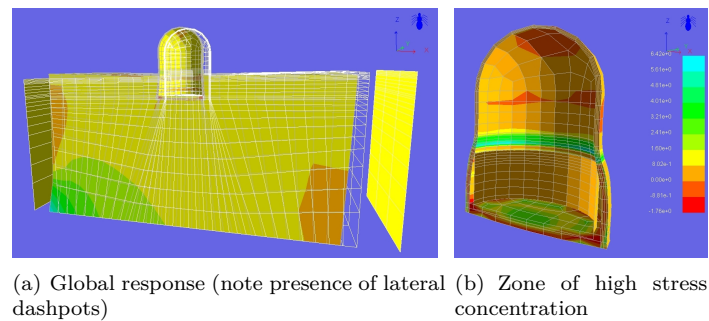 Z
Z
6.42e+0
5.61e+0
4.81e+0
4.01e+0
3.21e+0
2.41e+0
1.60e+0
8.02e-1
0.00e+0
-8.81e-1
-1.76e+0
(a) Global response (note presence of lateral dashpots)
(b) Zone of high stress concentration